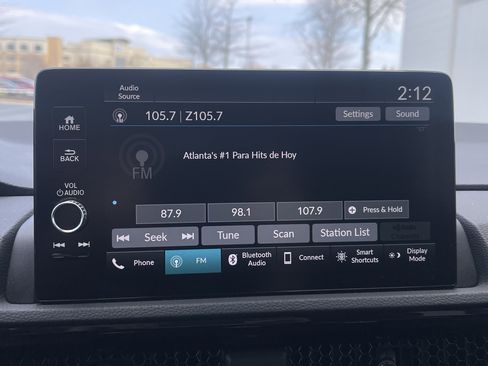 Audio
Source
2:12
FM
105.7 | Z105.7
Settings
Sound
HOME
BACK
FM
Atlanta's #1 Para Hits de Hoy
VOL
AUDIO
87.9
98.1
107.9
Press & Hold
Seek
Tune
Scan
Station List
Phone
FM
Bluetooth
Audio
Connect
Smart
Shortcuts
Display
Mode